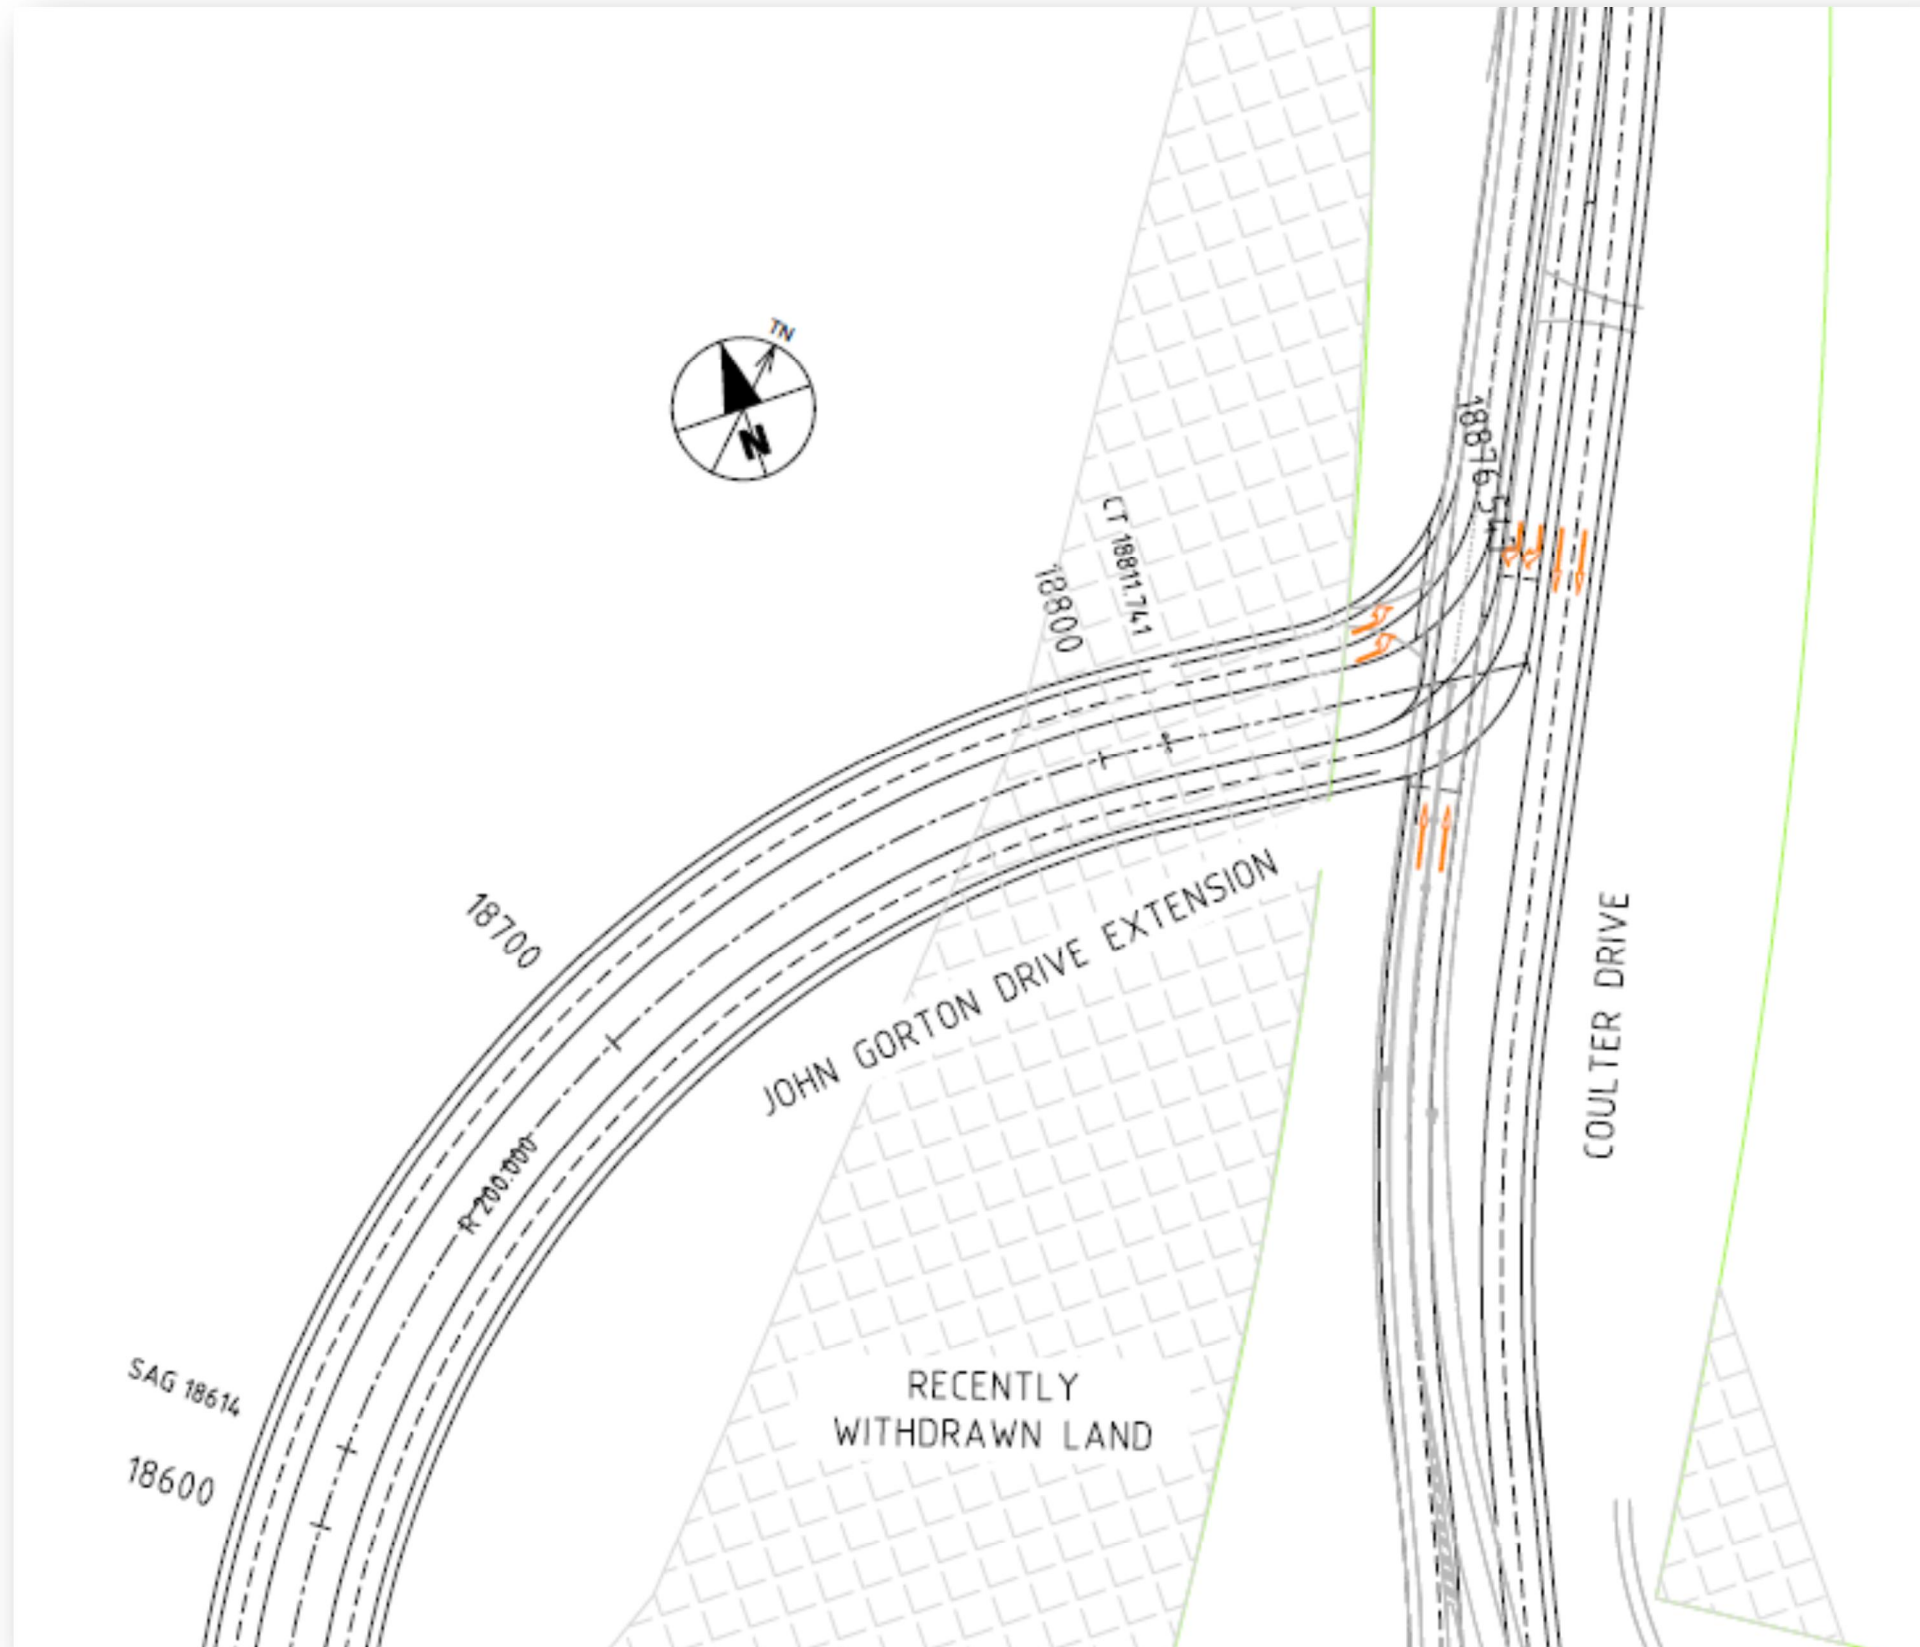 TN
N
18876.541
CT 18811.741
18800
18700
JOHN GORTON DRIVE EXTENSION
COULTER DRIVE
R 200.000
SAG 18614
18600
RECENTLY
WITHDRAWN LAND